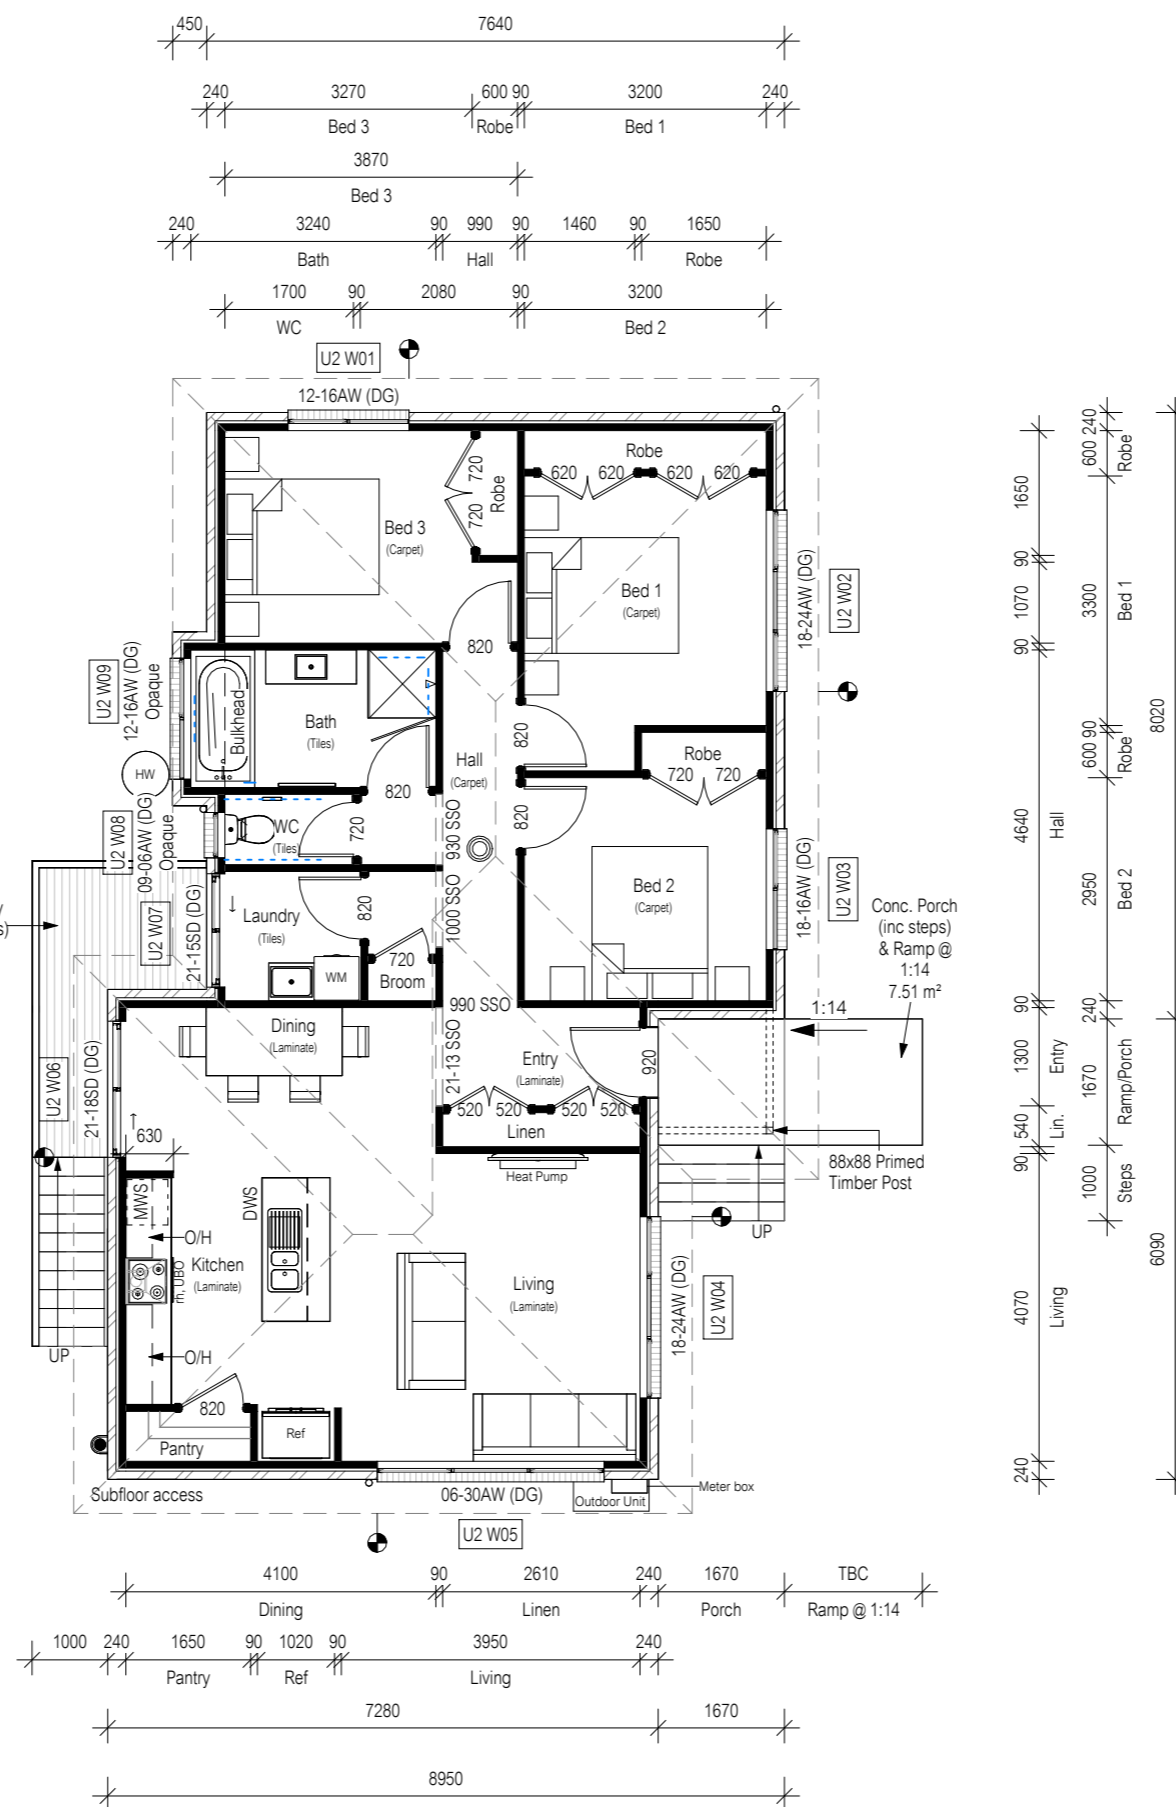 450 7640
240 3270 600 90 3200 240
Bed 3 Robe Bed 1
3870
Bed 3
240 3240 90 990 90 1460 90 1650
Bath Hall Robe
1700 90 2080 90 3200
WC Bed 2
U2 W01
12-16AW (DG)
Robe
620 620 620 620
720
720
Robe
Bed 3
(Carpet)
Bed 1
(Carpet)
18-24AW (DG)
U2 W02
820
U2 W09
12-16AW (DG)
Opaque
Bulkhead
Bath
(Tiles)
Hall
(Carpet)
820
Robe
720 720
HW
820
WC
(Tiles)
720
930 SSO
820
U2 W08
09-06AW (DG)
Opaque
Bed 2
(Carpet)
18-16AW (DG)
U2 W03
Conc. Porch
(inc steps)
& Ramp @
1:14
7.51 m²
U2 W07
21-15SD (DG)
Laundry
(Tiles)
820
1000 SSO
WM
720
Broom
990 SSO
1:14
Dining
(Laminate)
21-13 SSO
Entry
(Laminate)
920
U2 W06
21-18SD (DG)
520 520 520 520
Linen
630
Heat Pump
88x88 Primed
Timber Post
MWS
DWS
O/H
UP
Kitchen
(Laminate)
rh, UBO
Living
(Laminate)
18-24AW (DG)
U2 W04
O/H
UP
820
Pantry
Ref
Subfloor access
06-30AW (DG)
Outdoor Unit
Meter box
U2 W05
1650
90
1070
90
4640
Hall
90
1300
Entry
540
Lin.
90
4070
Living
240
240
600
Robe
3300
Bed 1
90
600
Robe
2950
Bed 2
240
1670
Ramp/Porch
1000
Steps
8020
6090
4100 90 2610 240 1670 TBC
Dining Linen Porch Ramp @ 1:14
1000 240 1650 90 1020 90 3950 240
Pantry Ref Living
7280 1670
8950